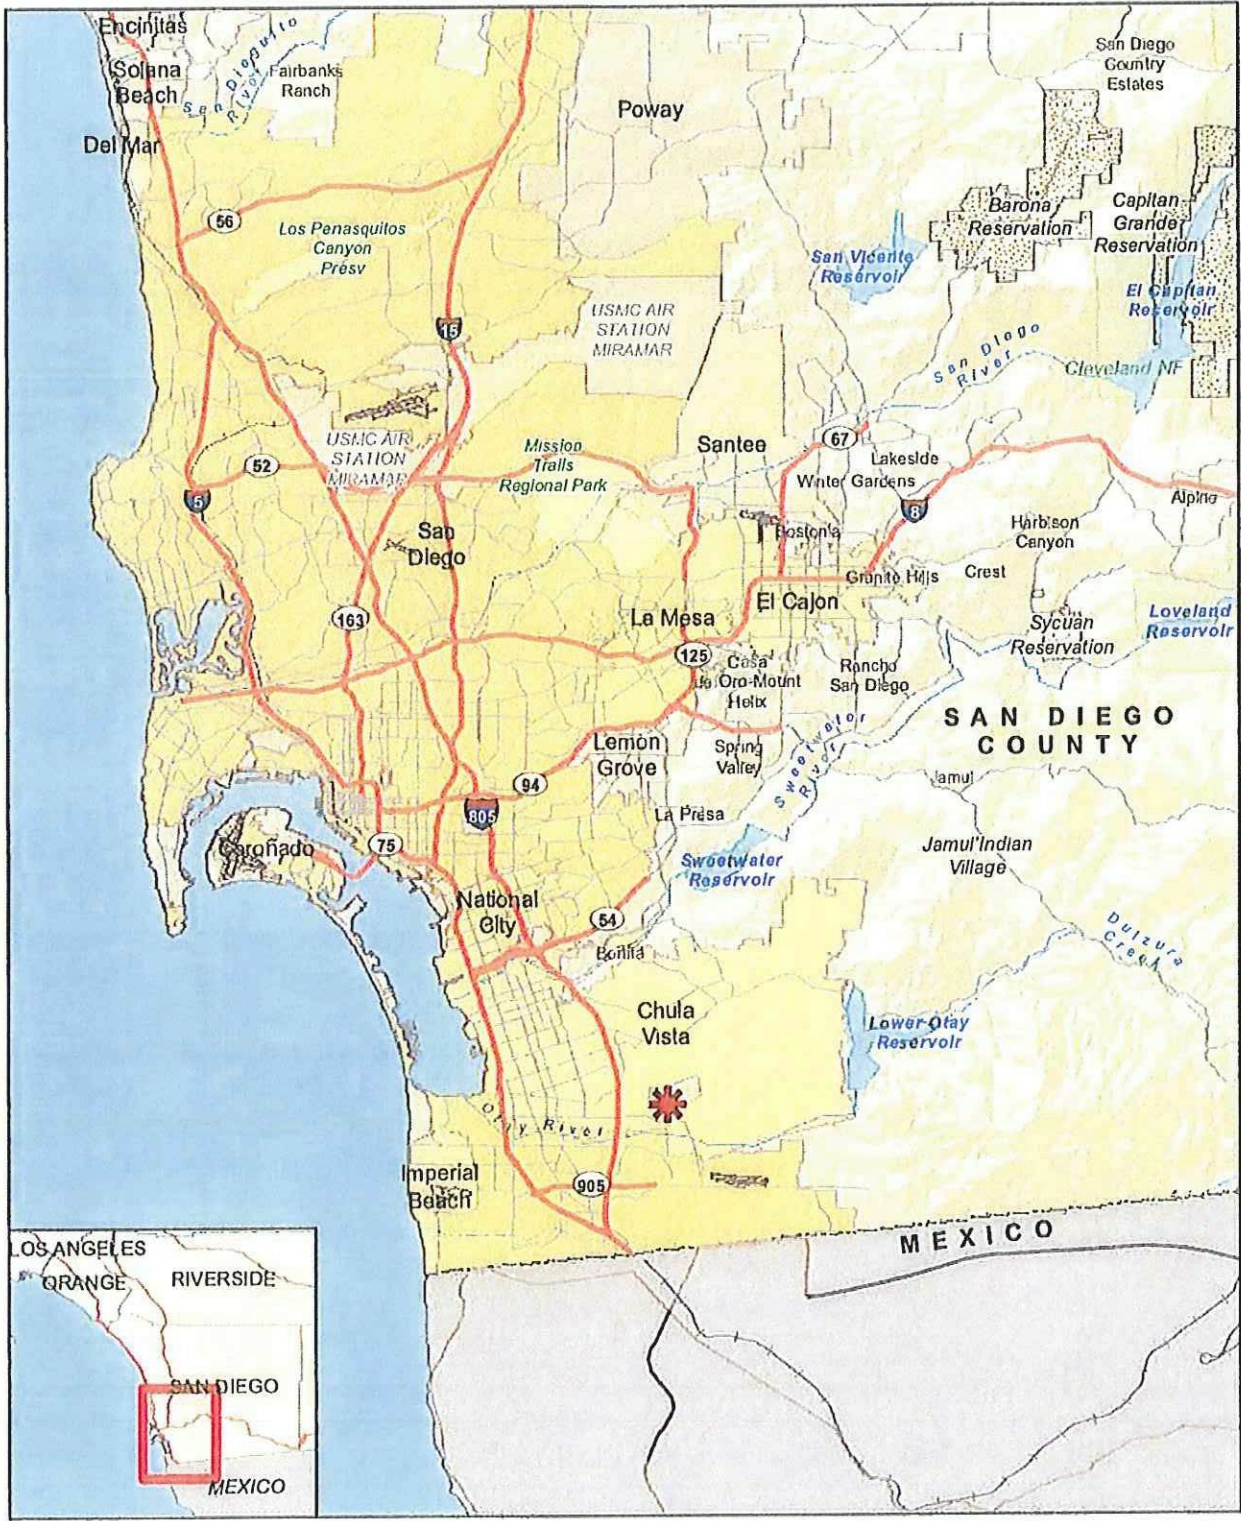 Encinitas
Solana
Beach
San Dieguito
River
Fairbanks
Ranch
Del Mar
Poway
San Diego
Country
Estates
56
Los Penasquitos
Canyon
Presv
Barona
Reservation
Capitan
Grande
Reservation
San Vicente
Reservoir
El Capitan
Reservoir
15
USMC AIR
STATION
MIRAMAR
San Diego
River
Cleveland NF
USMC AIR
STATION
MIRAMAR
52
5
Mission
Trails
Regional Park
Santee
67
Lakeside
Winter Gardens
8
Alpine
San
Diego
Bostonia
Harbison
Canyon
Granite Hills
Crest
163
La Mesa
El Cajon
Sycuan
Reservation
Loveland
Reservoir
125
Casa
de Oro-Mount
Helix
Rancho
San Diego
SAN DIEGO
COUNTY
Lemon
Grove
Spring
Valley
Sweetwater
River
Jamul
94
805
La Presa
75
Coronado
Sweetwater
Reservoir
Jamul Indian
Village
National
City
54
Bonita
Dulzura
Creek
Chula
Vista
Lower Otay
Reservoir
Otay River
Imperial
Beach
905
MEXICO
LOS ANGELES
ORANGE
RIVERSIDE
SAN DIEGO
MEXICO